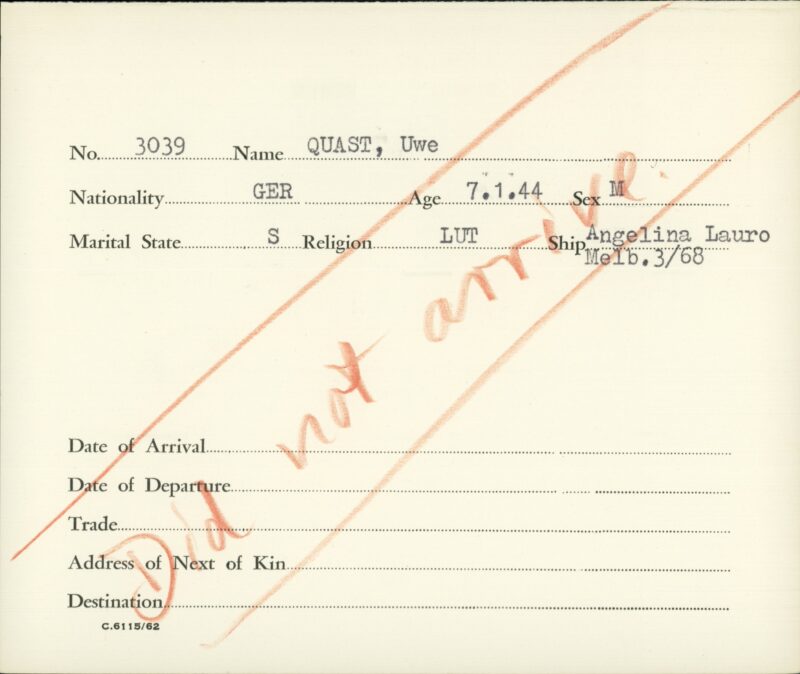 No. 3039 Name QUAST, Uwe
Nationality GER Age 7.1.44 Sex M
Marital State S Religion LUT Ship Angelina Lauro
Melb.3/68
Did not arrive.
Date of Arrival
Date of Departure
Trade
Address of Next of Kin
Destination
C.6115/62